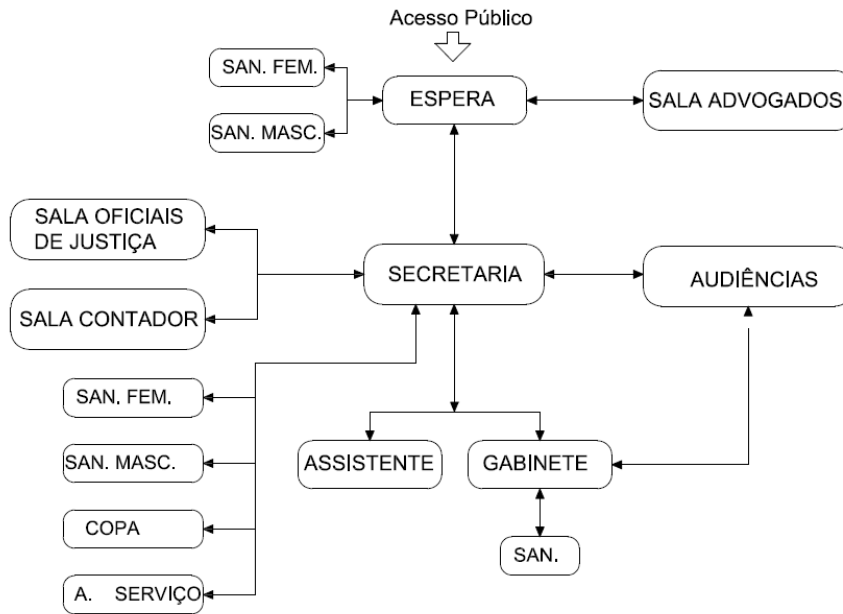 Acesso Público
SAN. FEM.
ESPERA
SALA ADVOGADOS
SAN. MASC.
SALA OFICIAIS
DE JUSTIÇA
SECRETARIA
AUDIÊNCIAS
SALA CONTADOR
SAN. FEM.
SAN. MASC.
ASSISTENTE
GABINETE
COPA
SAN.
A. SERVIÇO